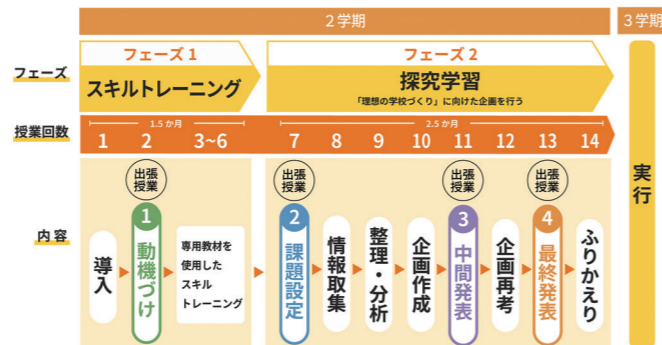 2学期
3学期
フェーズ
フェーズ1
スキルトレーニング
フェーズ2
探究学習
「理想の学校づくり」に向けた企画を行う
実行
授業回数
1.5か月
2.5か月
1
2
3~6
7
8
9
10
11
12
13
14
内容
出張
授業
出張
授業
出張
授業
出張
授業
導入
1
動機づけ
専用教材を
使用した
スキル
トレーニング
2
課題設定
情報取集
整理・分析
企画作成
3
中間発表
企画再考
4
最終発表
ふりかえり